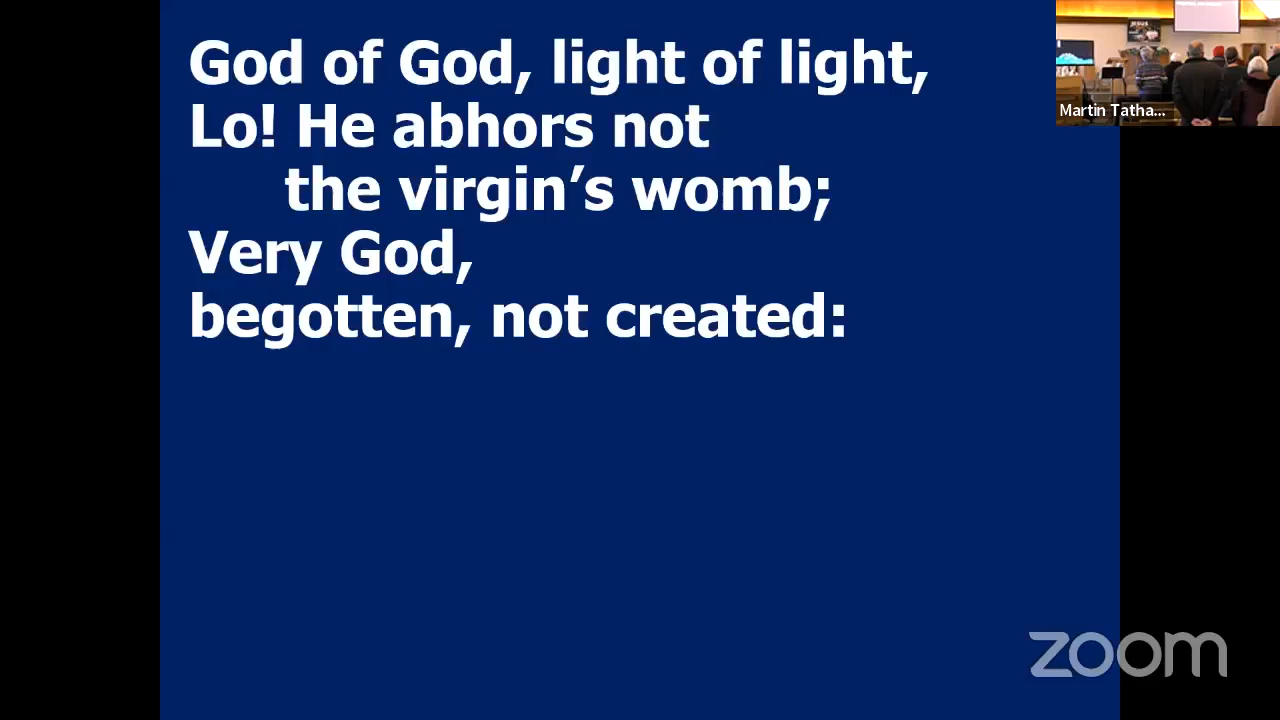 God of God, light of light,
Lo! He abhors not
the virgin’s womb;
Very God,
begotten, not created:
Martin Tatha...
JESUS
zoom